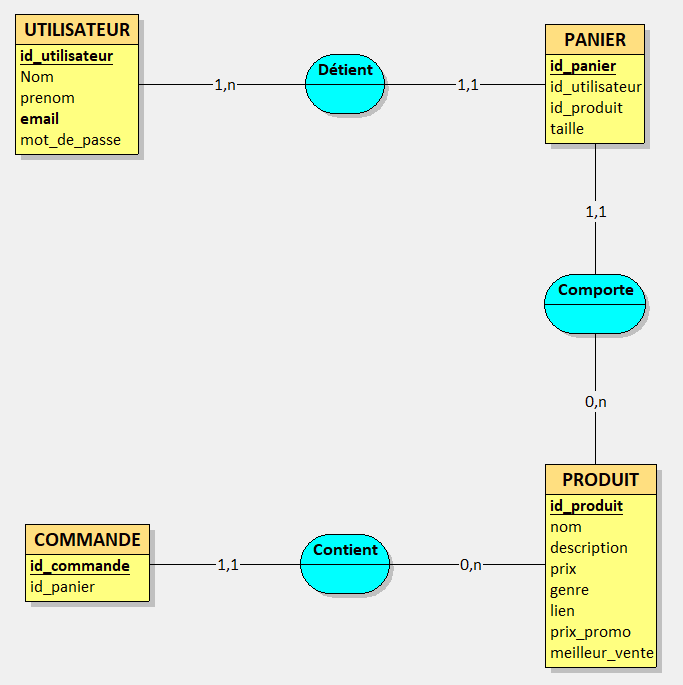 UTILISATEUR
id_utilisateur
Nom
prenom
email
mot_de_passe
1,n
Détient
1,1
PANIER
id_panier
id_utilisateur
id_produit
taille
1,1
Comporte
0,n
COMMANDE
id_commande
id_panier
1,1
Contient
0,n
PRODUIT
id_produit
nom
description
prix
genre
lien
prix_promo
meilleur_vente